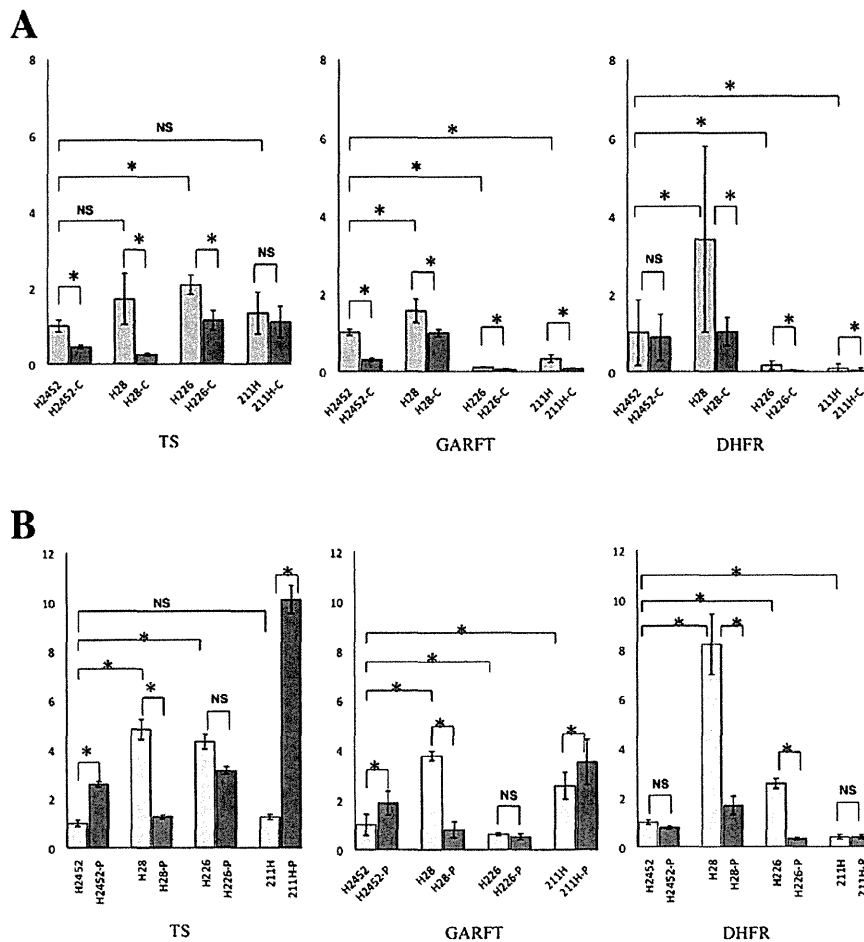 A
8
6
4
2
0
NS
*
NS
*
*
*
NS
H2452
H2452-C
H28
H28-C
H226
H226-C
211H
211H-C
TS
8
6
4
2
0
*
*
*
*
*
*
*
H2452
H2452-C
H28
H28-C
H226
H226-C
211H
211H-C
GARFT
8
6
4
2
0
*
*
*
NS
*
*
*
H2452
H2452-C
H28
H28-C
H226
H226-C
211H
211H-C
DHFR
B
12
10
8
6
4
2
0
NS
*
*
*
*
NS
*
H2452
H2452-P
H28
H28-P
H226
H226-P
211H
211H-P
TS
12
10
8
6
4
2
0
*
*
*
*
*
NS
*
H2452
H2452-P
H28
H28-P
H226
H226-P
211H
211H-P
GARFT
12
10
8
6
4
2
0
*
*
*
NS
*
*
NS
H2452
H2452-P
H28
H28-P
H226
H226-P
211H
211H-P
DHFR